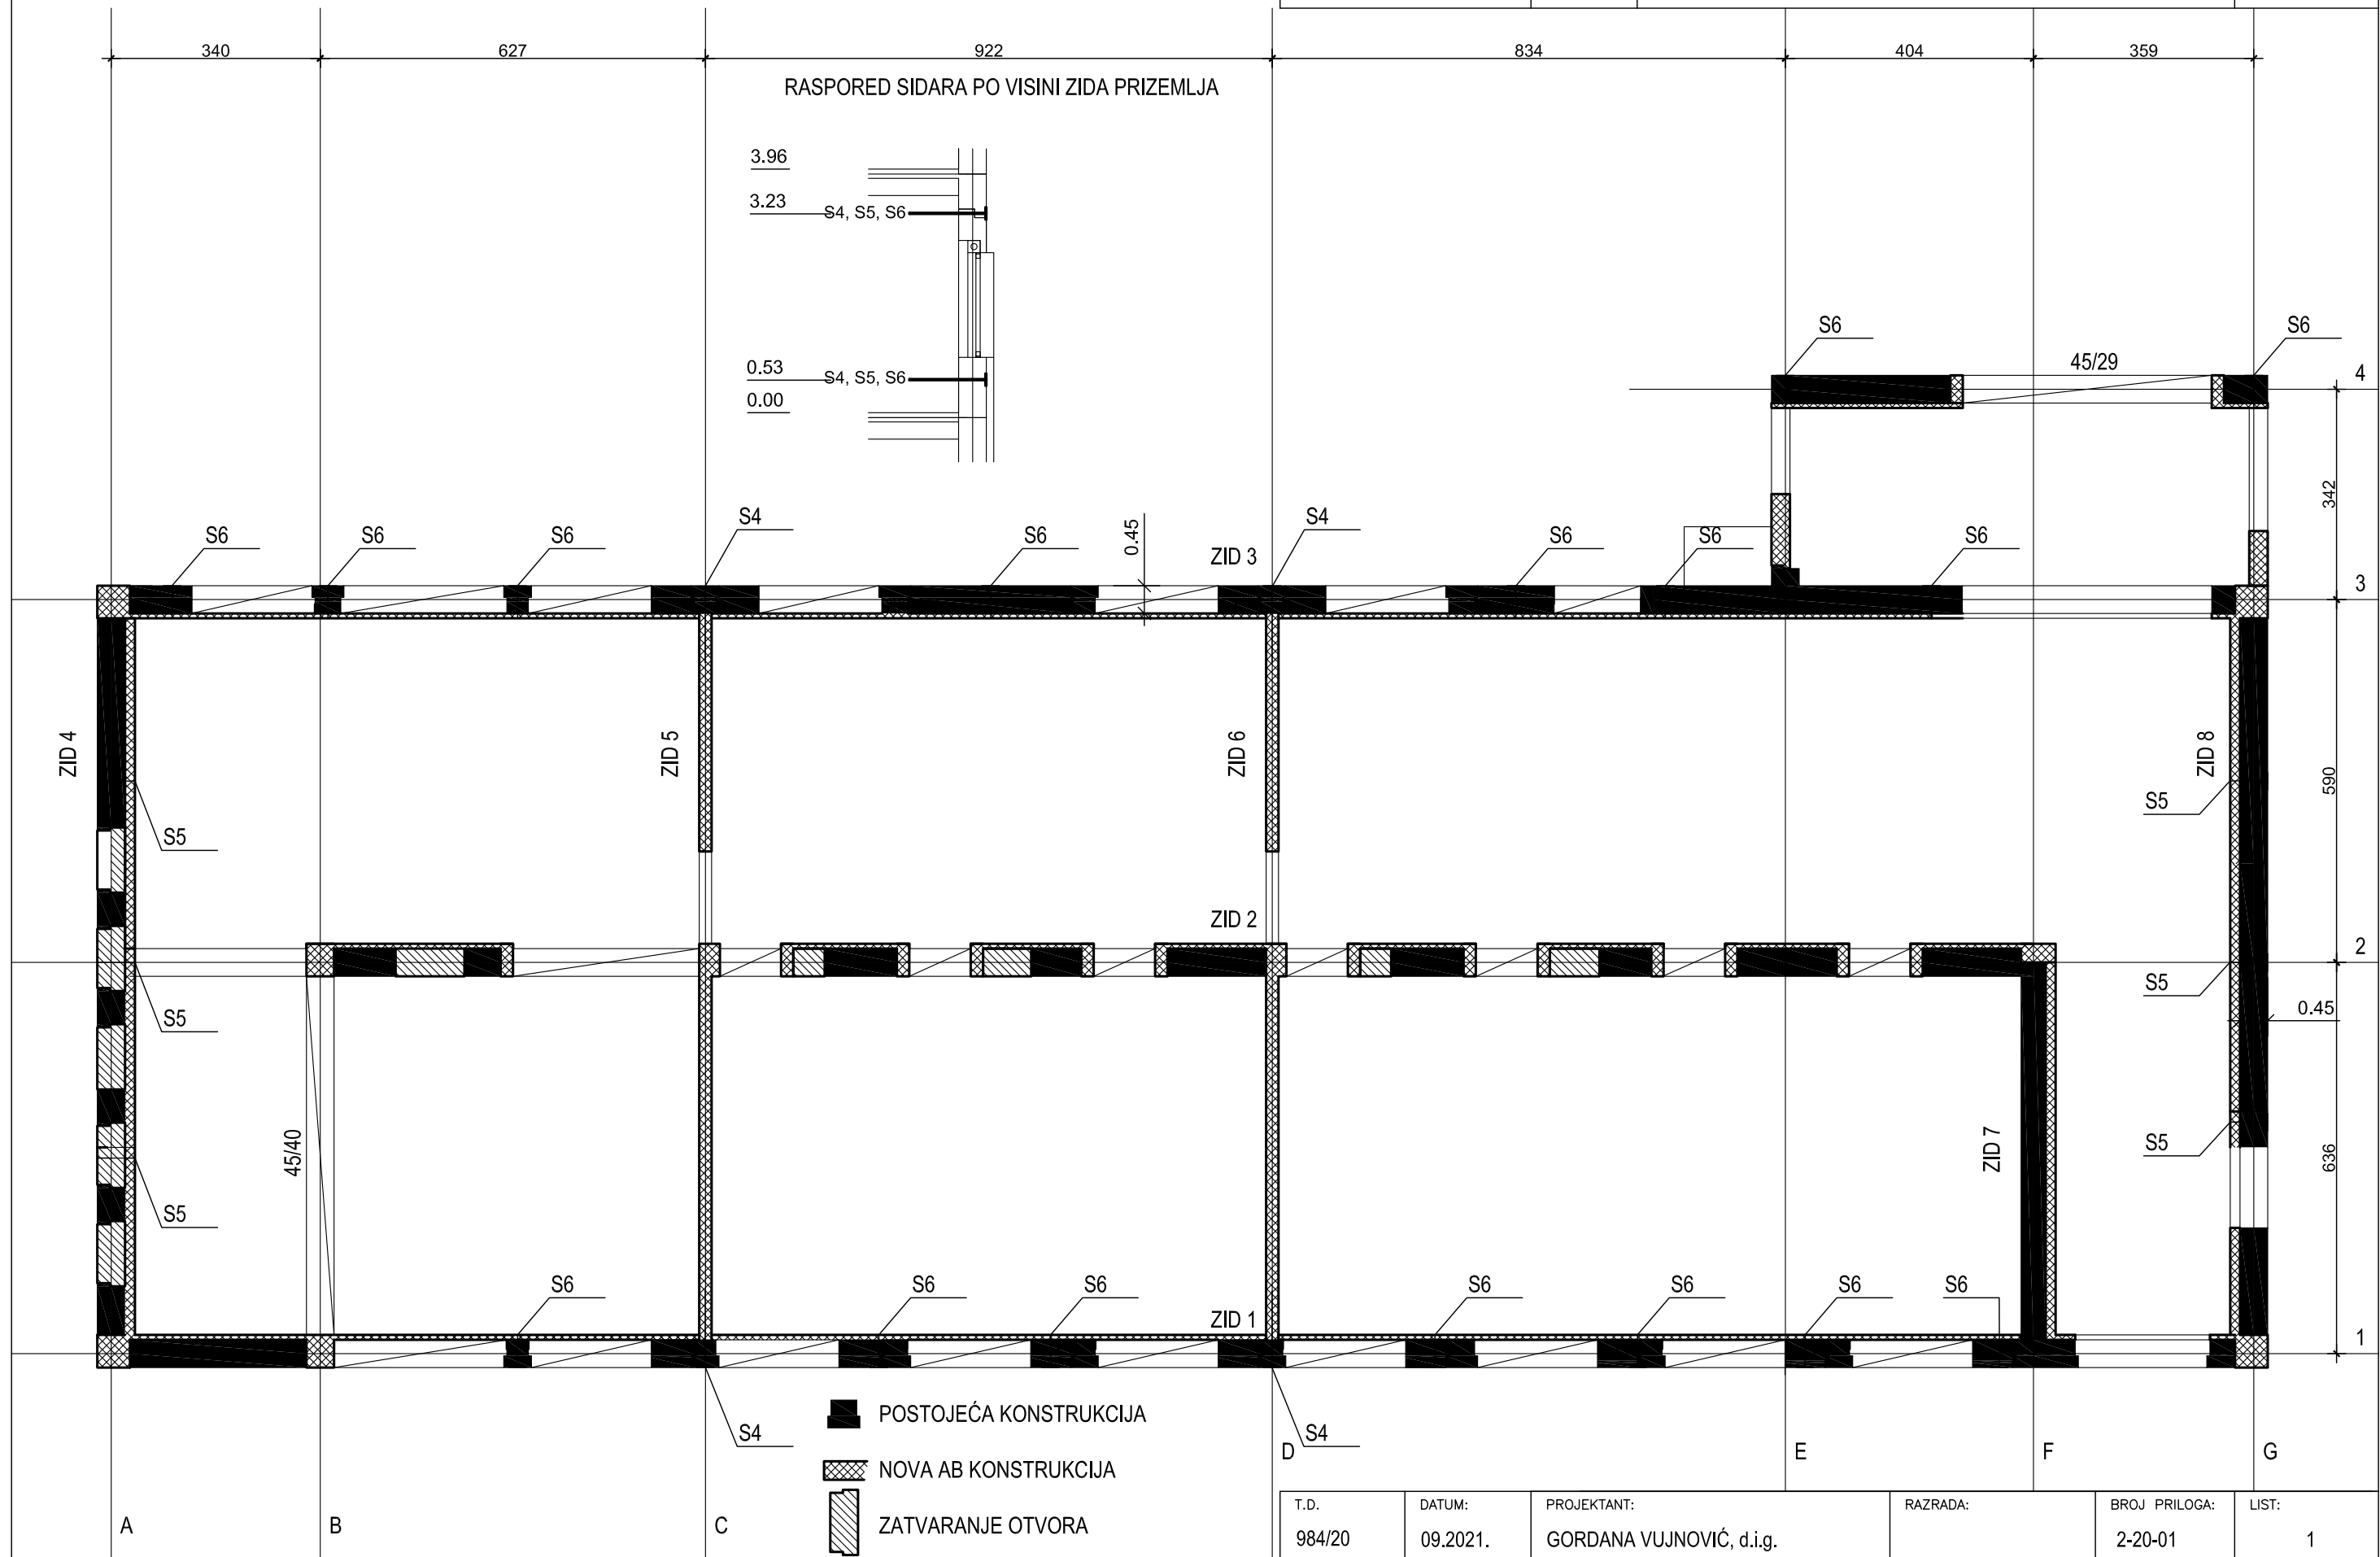 340 627 922 834 404 359
RASPORED SIDARA PO VISINI ZIDA PRIZEMLJA
3.96
3.23 S4, S5, S6
0.53 S4, S5, S6
0.00
S6 S6
45/29
4
342
S6 S6 S6 S4 S6 0.45 ZID 3 S4 S6 S6 S6
3
ZID 4 ZID 5 ZID 6 ZID 8
590
S5 S5
ZID 2
2
S5 S5
0.45
45/40 ZID 7
S5
636
S5
S6 S6 S6 S6 S6 S6 S6
ZID 1
1
S4 S4
POSTOJEĆA KONSTRUKCIJA
NOVA AB KONSTRUKCIJA
ZATVARANJE OTVORA
D E F G
A B C
T.D. DATUM: PROJEKTANT: RAZRADA: BROJ PRILOGA: LIST:
984/20 09.2021. GORDANA VUJNOVIĆ, d.i.g. 2-20-01 1